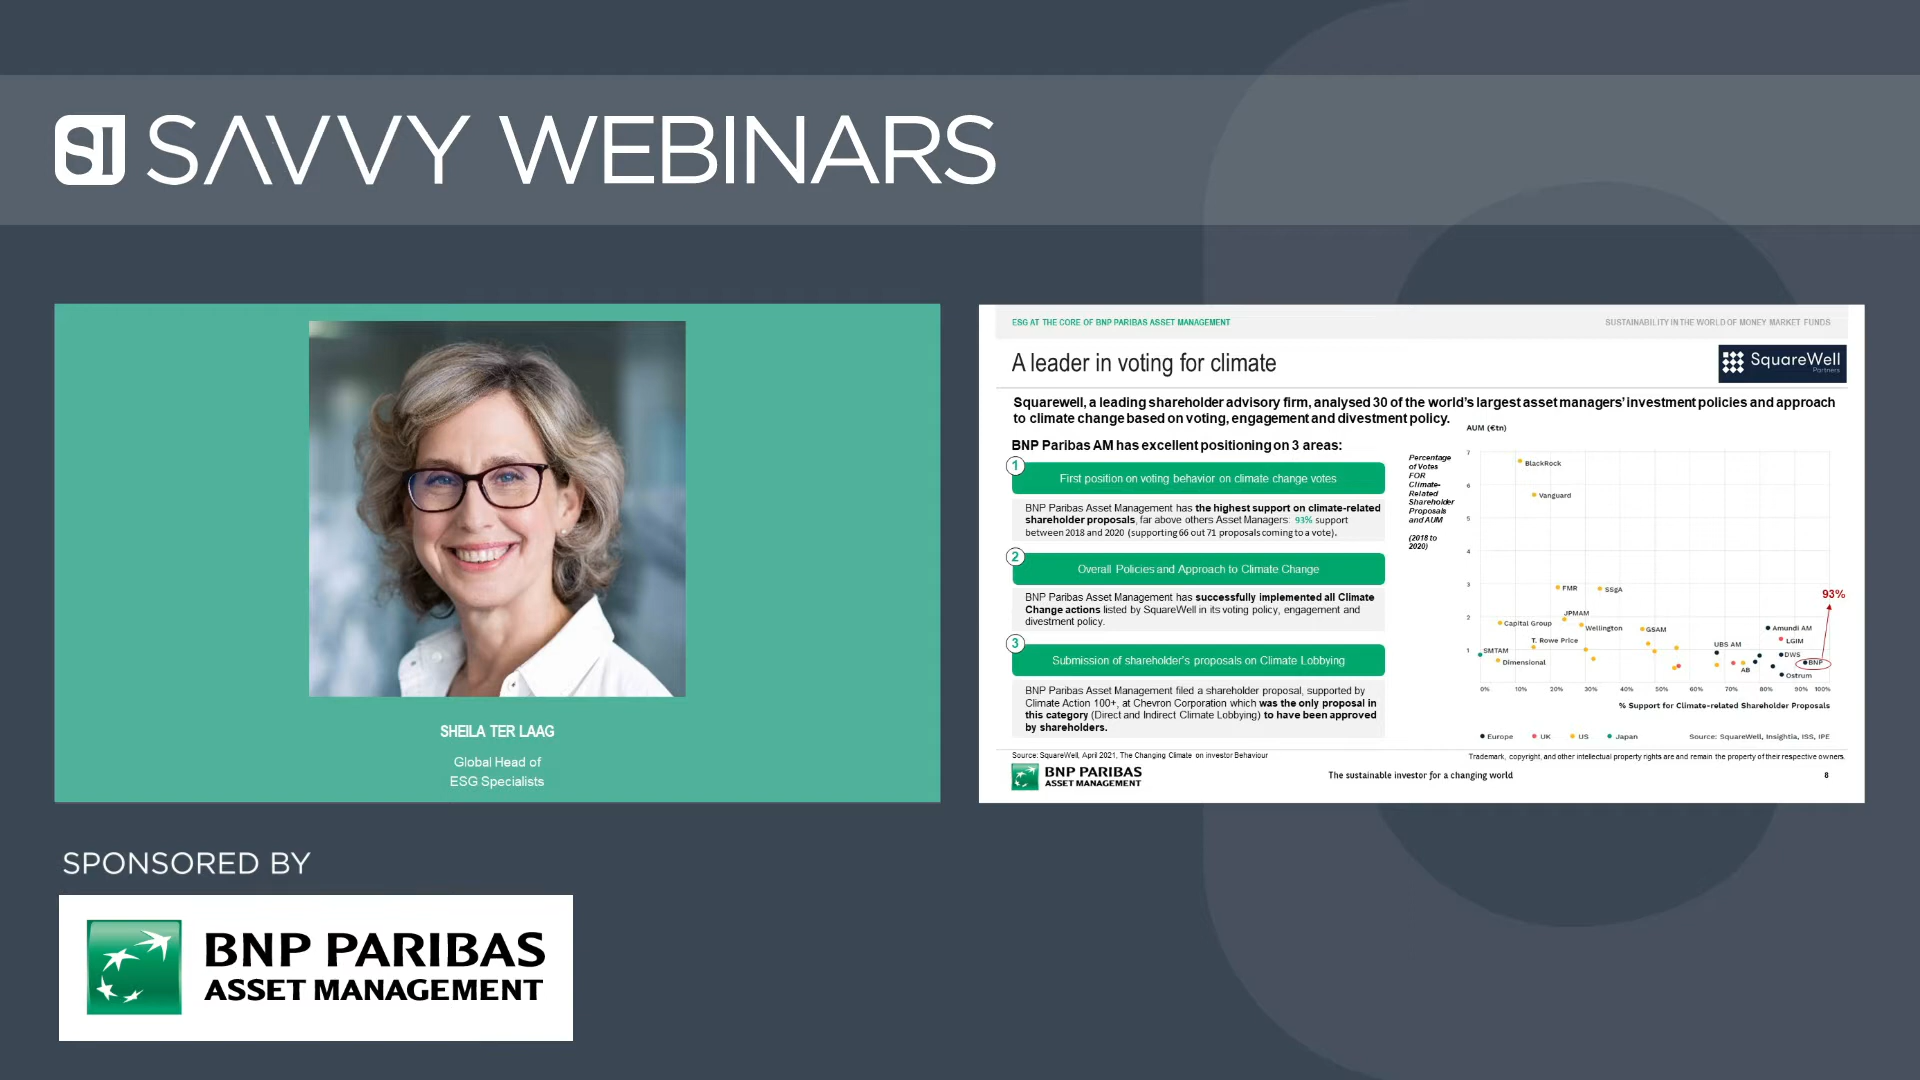 SI SAVVY WEBINARS
SHEILA TER LAAG
Global Head of
ESG Specialists
SPONSORED BY
BNP PARIBAS
ASSET MANAGEMENT
ESG AT THE CORE OF BNP PARIBAS ASSET MANAGEMENT
SUSTAINABILITY IN THE WORLD OF MONEY MARKET FUNDS
A leader in voting for climate
SquareWell
Partners
Squarewell, a leading shareholder advisory firm, analysed 30 of the world's largest asset managers' investment policies and approach
to climate change based on voting, engagement and divestment policy.
BNP Paribas AM has excellent positioning on 3 areas:
1
First position on voting behavior on climate change votes
BNP Paribas Asset Management has the highest support on climate-related
shareholder proposals, far above others Asset Managers: 93% support
between 2018 and 2020 (supporting 66 out 71 proposals coming to a vote).
2
Overall Policies and Approach to Climate Change
BNP Paribas Asset Management has successfully implemented all Climate
Change actions listed by SquareWell in its voting policy, engagement and
divestment policy.
3
Submission of shareholder's proposals on Climate Lobbying
BNP Paribas Asset Management filed a shareholder proposal, supported by
Climate Action 100+, at Chevron Corporation which was the only proposal in
this category (Direct and Indirect Climate Lobbying) to have been approved
by shareholders.
Percentage
of Votes
FOR
Climate-
Related
Shareholder
Proposals
and AUM
(2018 to
2020)
AUM (€tn)
7
6
5
4
3
2
1
BlackRock
Vanguard
FMR
SSgA
JPMAM
Capital Group
Wellington
GSAM
Amundi AM
T. Rowe Price
UBS AM
LGIM
SMTAM
DWS
Dimensional
AB
BNP
Ostrum
93%
0% 10% 20% 30% 40% 50% 60% 70% 80% 90% 100%
% Support for Climate-related Shareholder Proposals
Europe UK US Japan
Source: SquareWell, Insightia, ISS, IPE
Source: SquareWell, April 2021, The Changing Climate on investor Behaviour
Trademark, copyright, and other intellectual property rights are and remain the property of their respective owners.
BNP PARIBAS
ASSET MANAGEMENT
The sustainable investor for a changing world
8